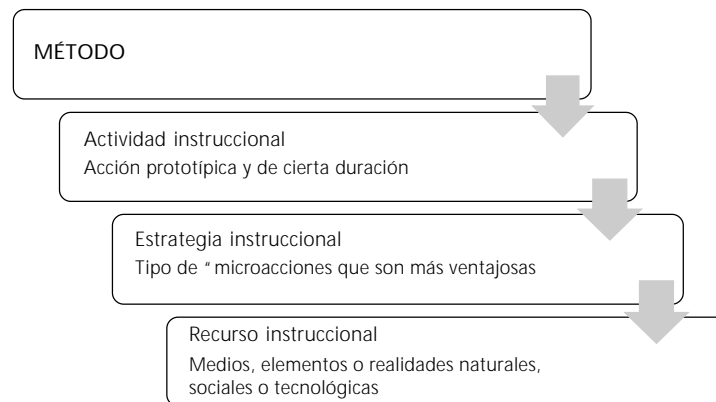 MÉTODO
Actividad instruccional
Acción prototípica y de cierta duración
Estrategia instruccional
Tipo de “microacciones que son más ventajosas
Recurso instruccional
Medios, elementos o realidades naturales,
sociales o tecnológicas